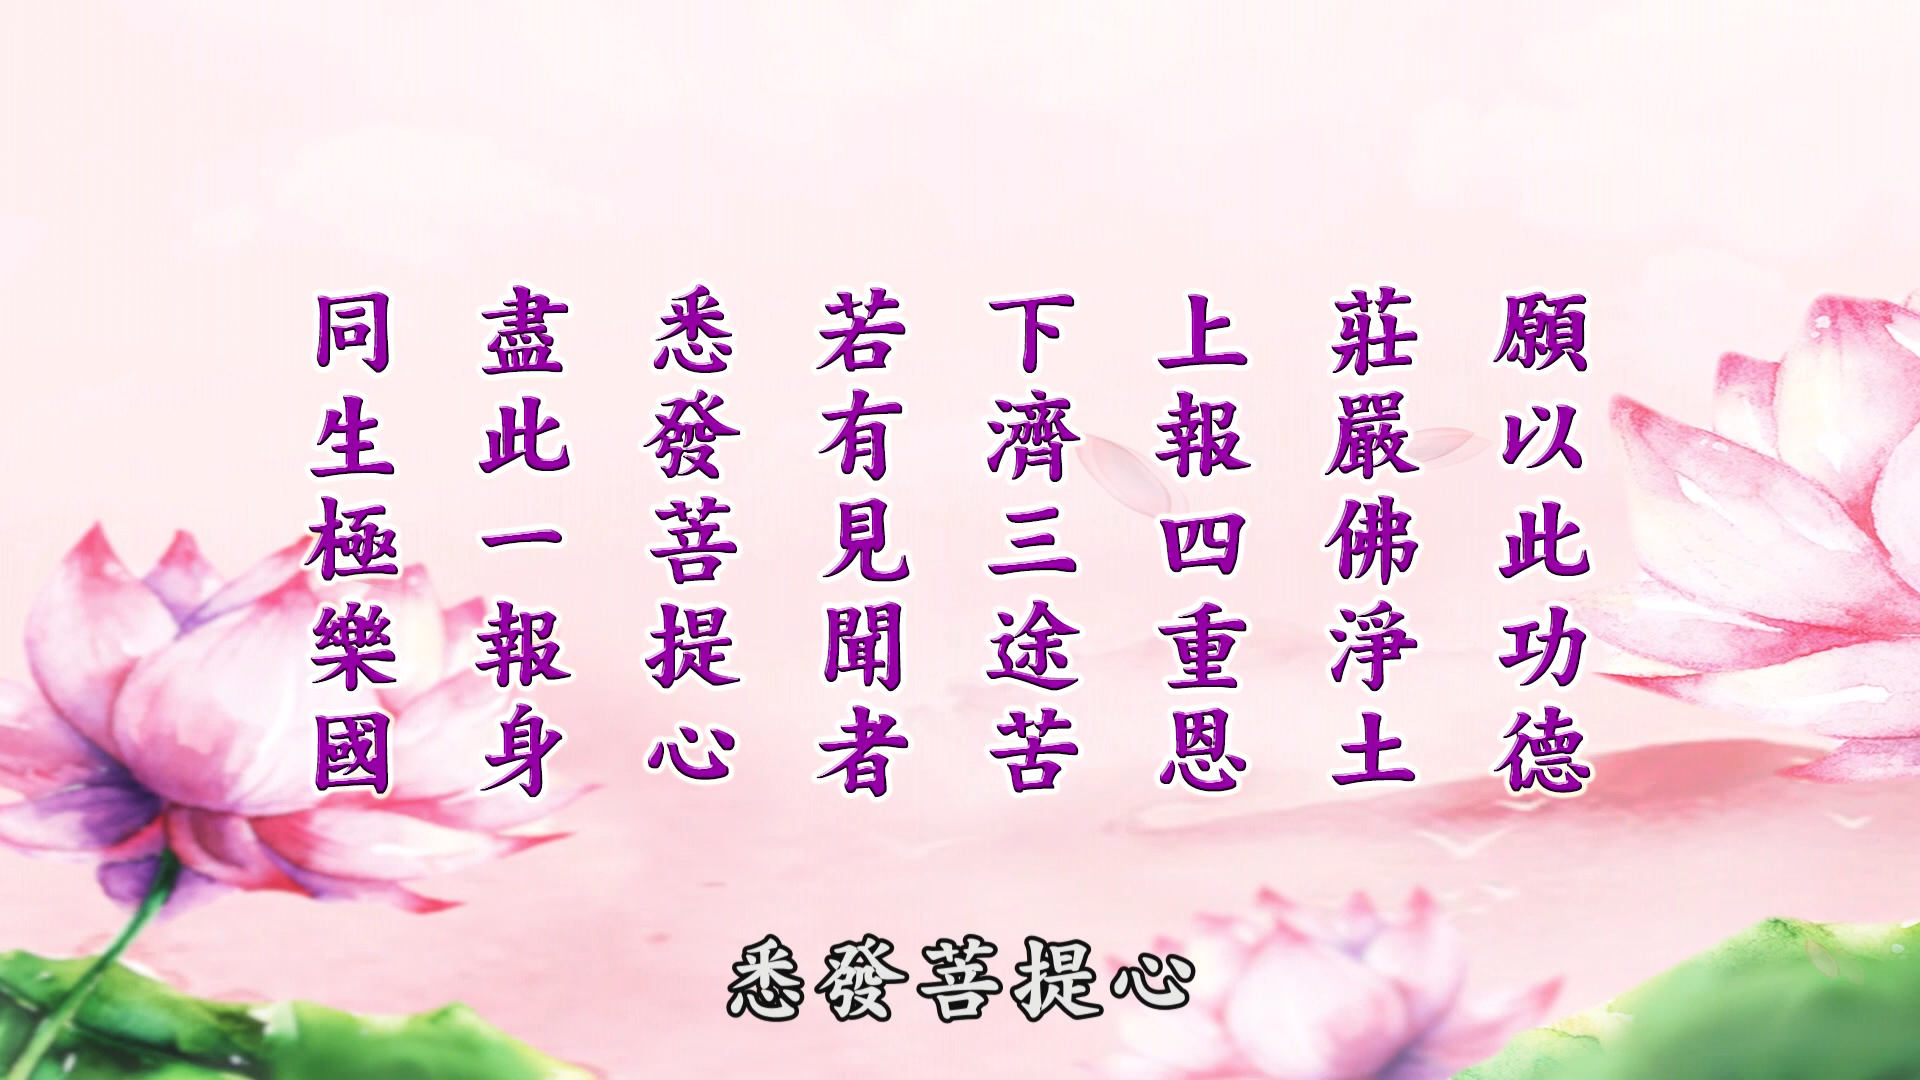 願以此功德
莊嚴佛淨土
上報四重恩
下濟三途苦
若有見聞者
悉發菩提心
盡此一報身
同生極樂國
悉發菩提心